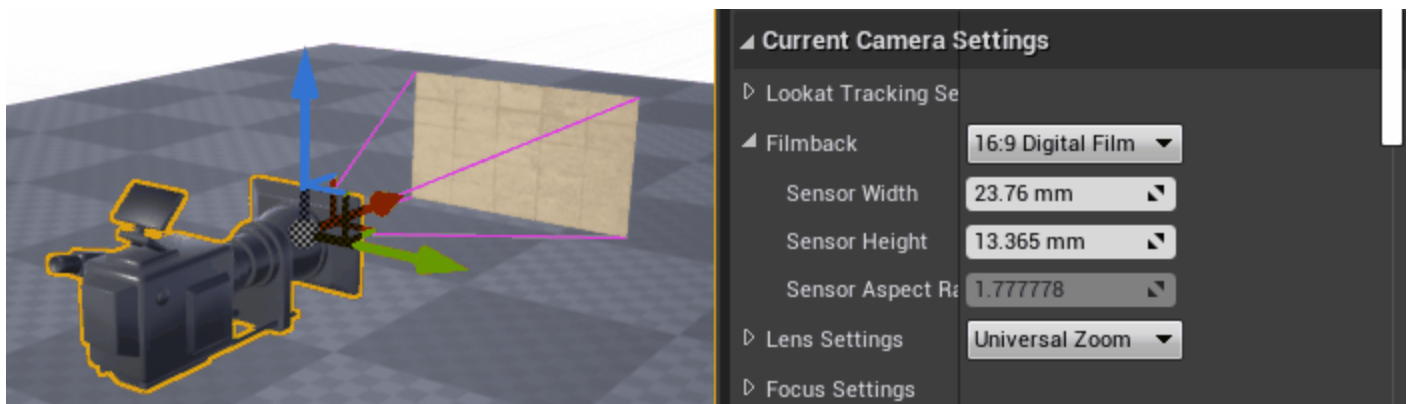 Current Camera Settings
Lookat Tracking Se
Filmback 16:9 Digital Film
Sensor Width 23.76 mm
Sensor Height 13.365 mm
Sensor Aspect Ra 1.777778
Lens Settings Universal Zoom
Focus Settings